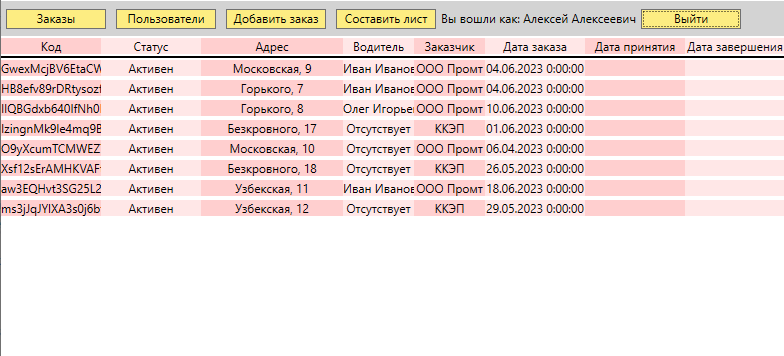 Заказы Пользователи Добавить заказ Составить лист Вы вошли как: Алексей Алексеевич Выйти
Код Статус Адрес Водитель Заказчик Дата заказа Дата принятия Дата завершения
GwexMcjBV6EtaCW Активен Московская, 9 Иван Иванов ООО Промт 04.06.2023 0:00:00
HB8efv89rDRtysozf Активен Горького, 7 Иван Иванов ООО Промт 04.06.2023 0:00:00
Активен Горького, 8 Олег Игорьев ООО Промт 10.06.2023 0:00:00
Активен Безкровного, 17 Отсутствует ККЭП 01.06.2023 0:00:00
O9yXcumTCMWEZ Активен Московская, 10 Отсутствует ООО Промт 06.04.2023 0:00:00
Xsf12sErAMHKVAF Активен Безкровного, 18 Отсутствует ККЭП 26.05.2023 0:00:00
aw3EQHvt3SG25L2 Активен Узбекская, 11 Иван Иванов ООО Промт 18.06.2023 0:00:00
Активен Узбекская, 12 Отсутствует ККЭП 29.05.2023 0:00:00